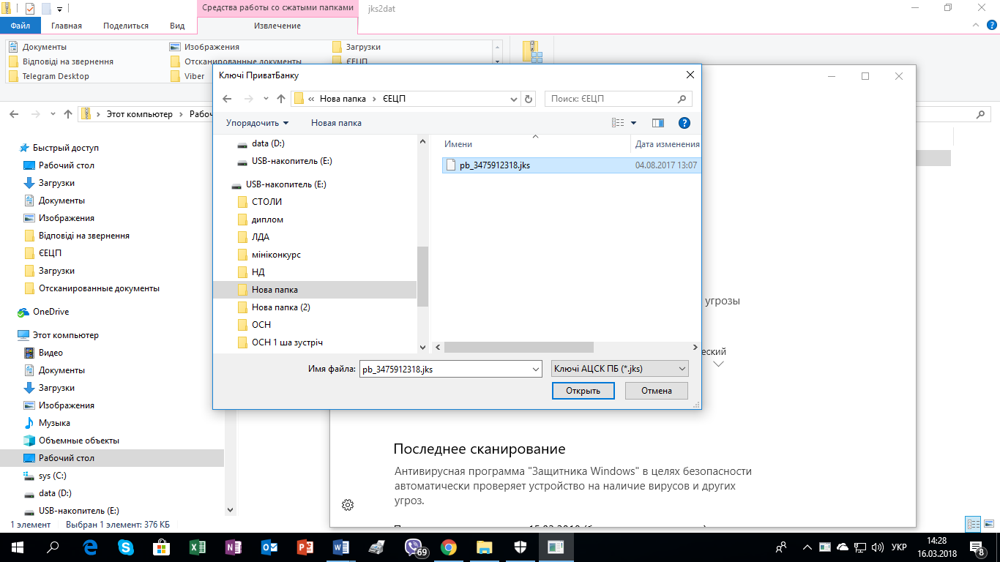 Средства работы со сжатыми папками
jks2dat
Файл
Главная
Поделиться
Вид
Извлечение
Документы
Изображения
Загрузки
Відповіді на звернення
Отсканированные документы
ЄЕЦП
Telegram Desktop
Viber
Этот компьютер
Рабоч
Быстрый доступ
Рабочий стол
Загрузки
Документы
Изображения
Відповіді на звернення
ЄЕЦП
Загрузки
Отсканированные документы
OneDrive
Этот компьютер
Видео
Документы
Загрузки
Изображения
Музыка
Объемные объекты
Рабочий стол
sys (C:)
data (D:)
USB-накопитель (E:)
1 элемент
Выбран 1 элемент: 376 КБ
Ключі ПриватБанку
« Нова папка > ЄЕЦП
Поиск: ЄЕЦП
Упорядочить
Новая папка
data (D:)
USB-накопитель (E:)
USB-накопитель (E:)
СТОЛИ
диплом
ЛДА
мініконкурс
НД
Нова папка
Нова папка (2)
ОСН
ОСН 1 ша зустріч
Имени
Дата изменения
pb_3475912318.jks
04.08.2017 13:07
Имя файла:
pb_3475912318.jks
Ключі АЦСК ПБ (*.jks)
Открыть
Отмена
угрозы
еский
Последнее сканирование
Антивирусная программа "Защитника Windows" в целях безопасности
автоматически проверяет устройство на наличие вирусов и других
угроз.
69
УКР
14:28
16.03.2018
8